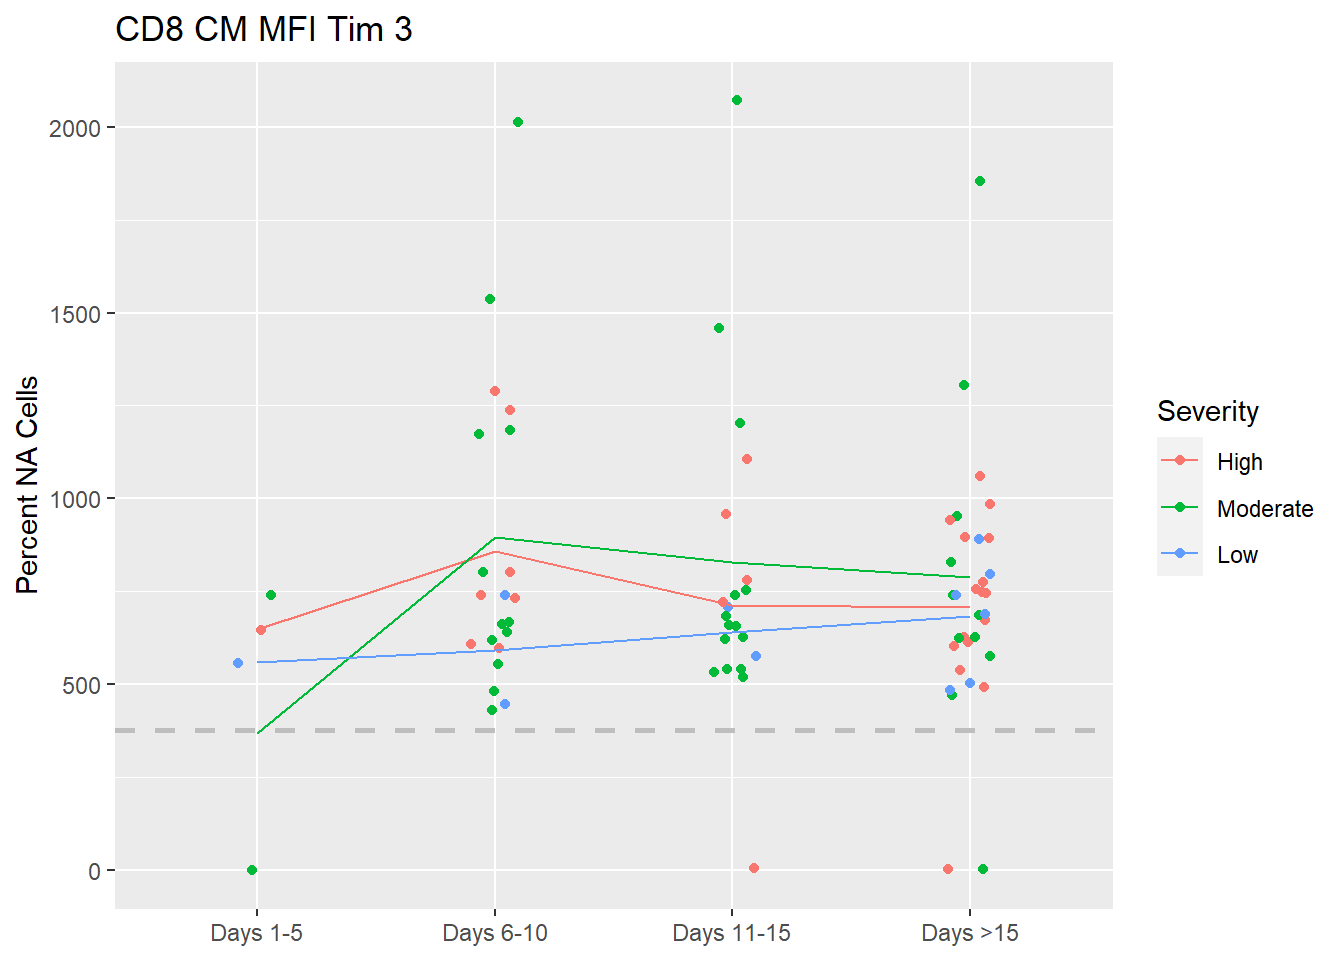 CD8 CM MFI Tim 3
Percent NA Cells
2000
1500
1000
500
0
Days 1-5
Days 6-10
Days 11-15
Days >15
Severity
High
Moderate
Low